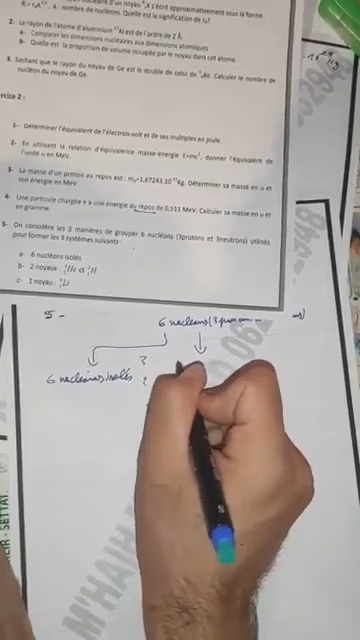 R = r₀A¹ᐟ³, A : nombre de nucléons. Quelle est la signification de r₀?
2. Le rayon de l'atome d'aluminium ²⁷Al est de l'ordre de 2 Å.
a- Comparer les dimensions nucléaires aux dimensions atomiques.
b- Quelle est la proportion de volume occupée par le noyau dans cet atome.
3. Sachant que le rayon du noyau de Ge est le double de celui de ⁹Be. Calculer le nombre de
nucléon du noyau de Ge.
rcice 2 :
1- Déterminer l'équivalent de l'électron-volt et de ses multiples en joule.
2- En utilisant la relation d'équivalence masse-énergie E=mc², donner l'équivalent de
l'unité u en MeV.
3- La masse d'un proton au repos est : mₚ=1,67243.10⁻²⁷Kg. Déterminer sa masse en u et
son énergie en MeV
4- Une particule chargée e a une énergie au repos de 0,511 MeV. Calculer sa masse en u et
en gramme.
5- On considère les 3 manières de grouper 6 nucléons (3protons et 3neutrons) utilisés
pour former les 3 systèmes suivants :
a- 6 nucléons isolés
b- 2 noyaux : He et H
c- 1 noyau : Li
5 -
6 nucléons (3
6 nucléons isolés
EIR - SETTAT
M'HAIH